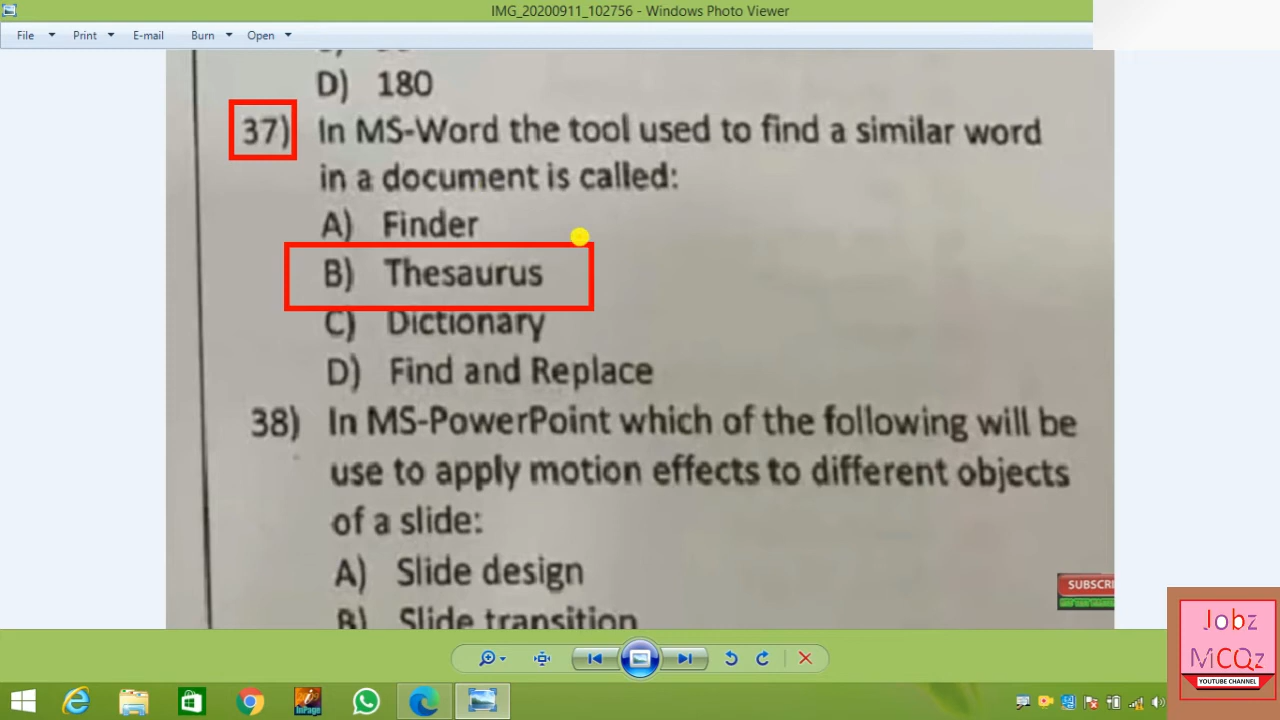 IMG_20200911_102756 - Windows Photo Viewer
File Print E-mail Burn Open
D) 180
37) In MS-Word the tool used to find a similar word
in a document is called:
A) Finder
B) Thesaurus
C) Dictionary
D) Find and Replace
38) In MS-PowerPoint which of the following will be
use to apply motion effects to different objects
of a slide:
A) Slide design
B) Slide transition
SUBSCRI
Jobz
MCQz
YOUTUBE CHANNEL
InPage